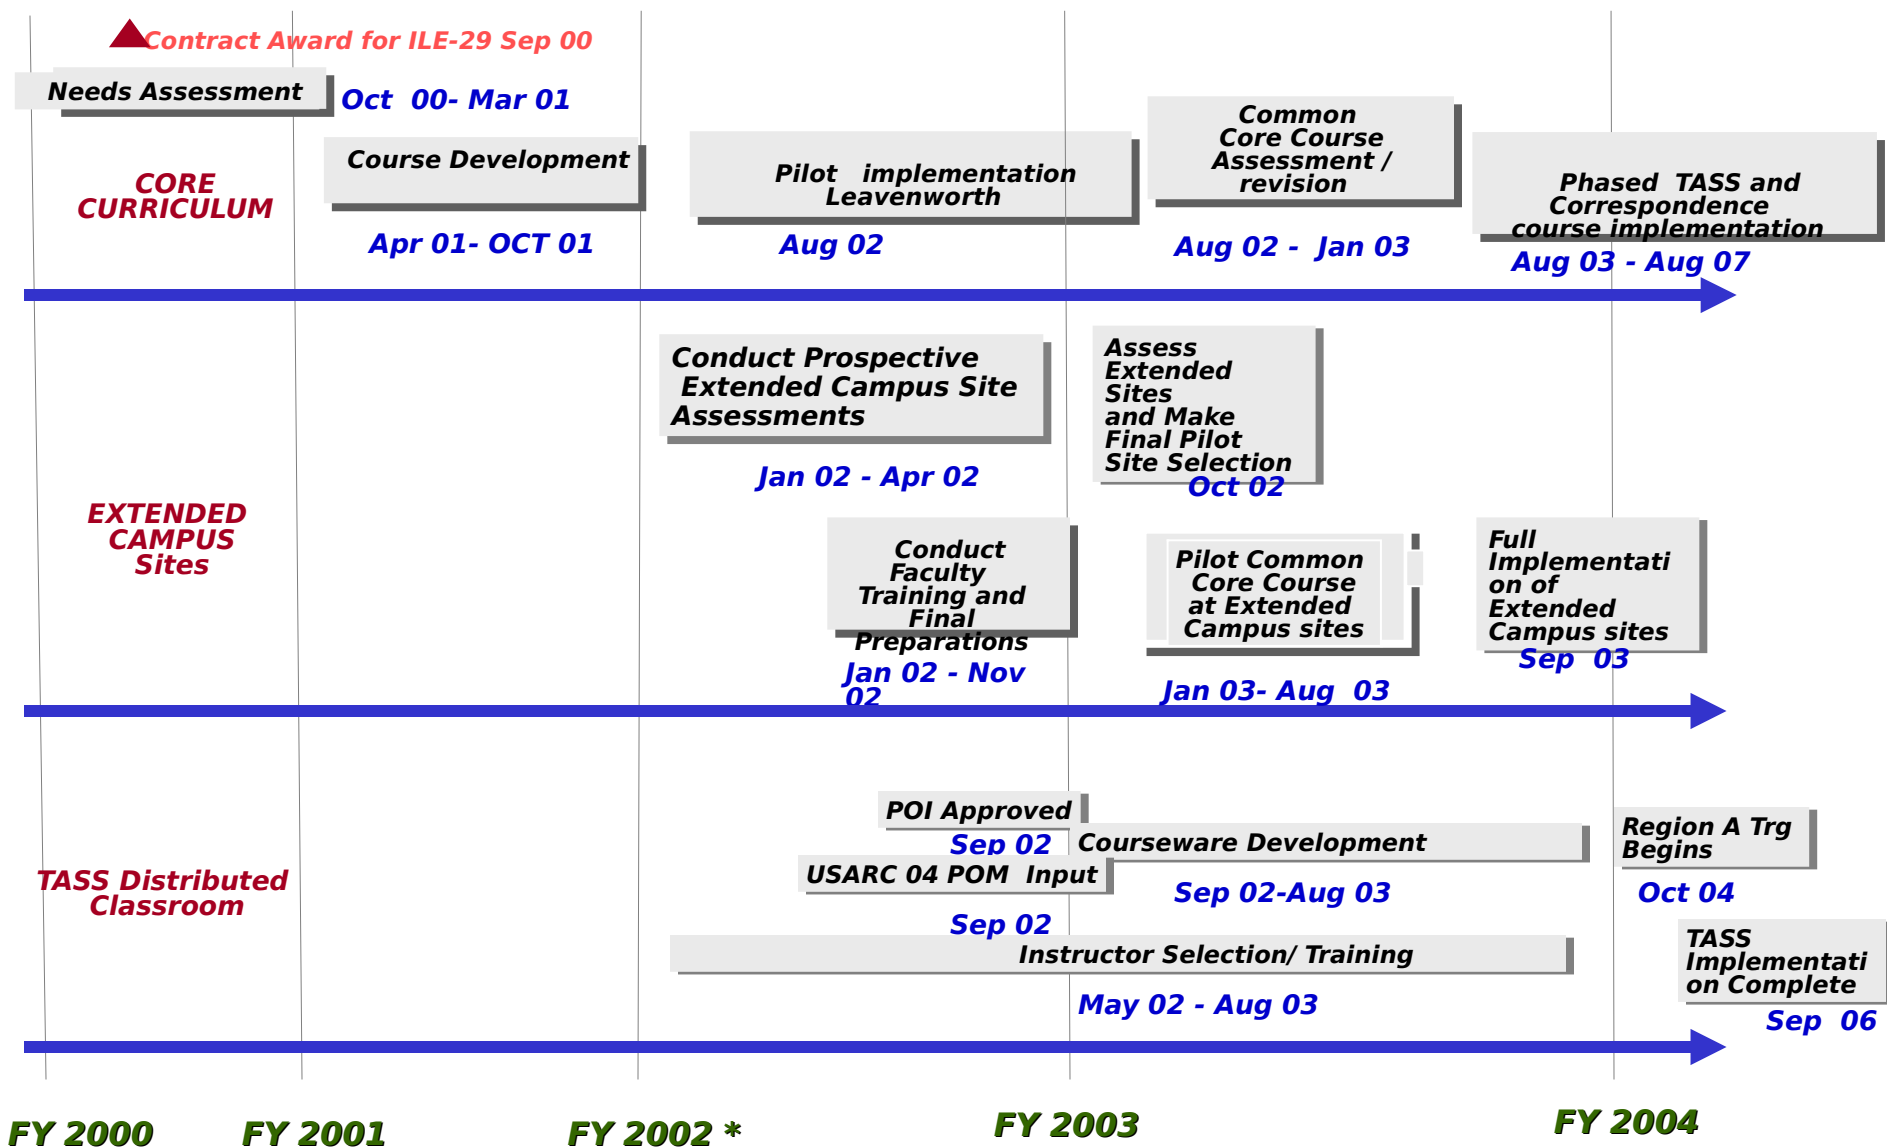 Contract Award for ILE-29 Sep 00
Needs Assessment
Oct 00- Mar 01
CORE
CURRICULUM
Course Development
Apr 01- OCT 01
Pilot implementation
Leavenworth
Aug 02
Common
Core Course
Assessment /
revision
Aug 02 - Jan 03
Phased TASS and
Correspondence
course implementation
Aug 03 - Aug 07
EXTENDED
CAMPUS
Sites
Conduct Prospective
Extended Campus Site
Assessments
Jan 02 - Apr 02
Assess
Extended
Sites
and Make
Final Pilot
Site Selection
Oct 02
Conduct
Faculty
Training and
Final
Preparations
Jan 02 - Nov
02
Pilot Common
Core Course
at Extended
Campus sites
Jan 03- Aug 03
Full
Implementati
on of
Extended
Campus sites
Sep 03
TASS Distributed
Classroom
POI Approved
Sep 02
Courseware Development
Sep 02-Aug 03
USARC 04 POM Input
Sep 02
Instructor Selection/ Training
May 02 - Aug 03
Region A Trg
Begins
Oct 04
TASS
Implementati
on Complete
Sep 06
FY 2000
FY 2001
FY 2002 *
FY 2003
FY 2004